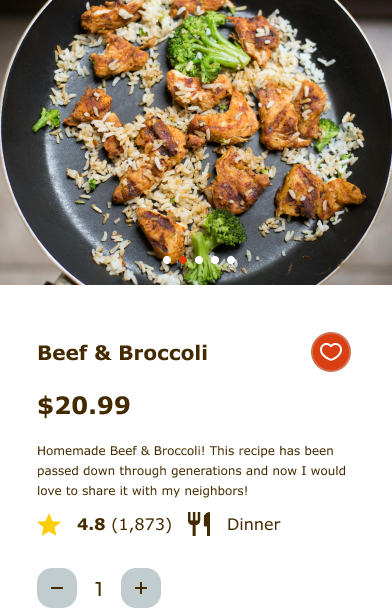 Beef & Broccoli
$20.99
Homemade Beef & Broccoli! This recipe has been
passed down through generations and now I would
love to share it with my neighbors!
4.8 (1,873) Dinner
− 1 +